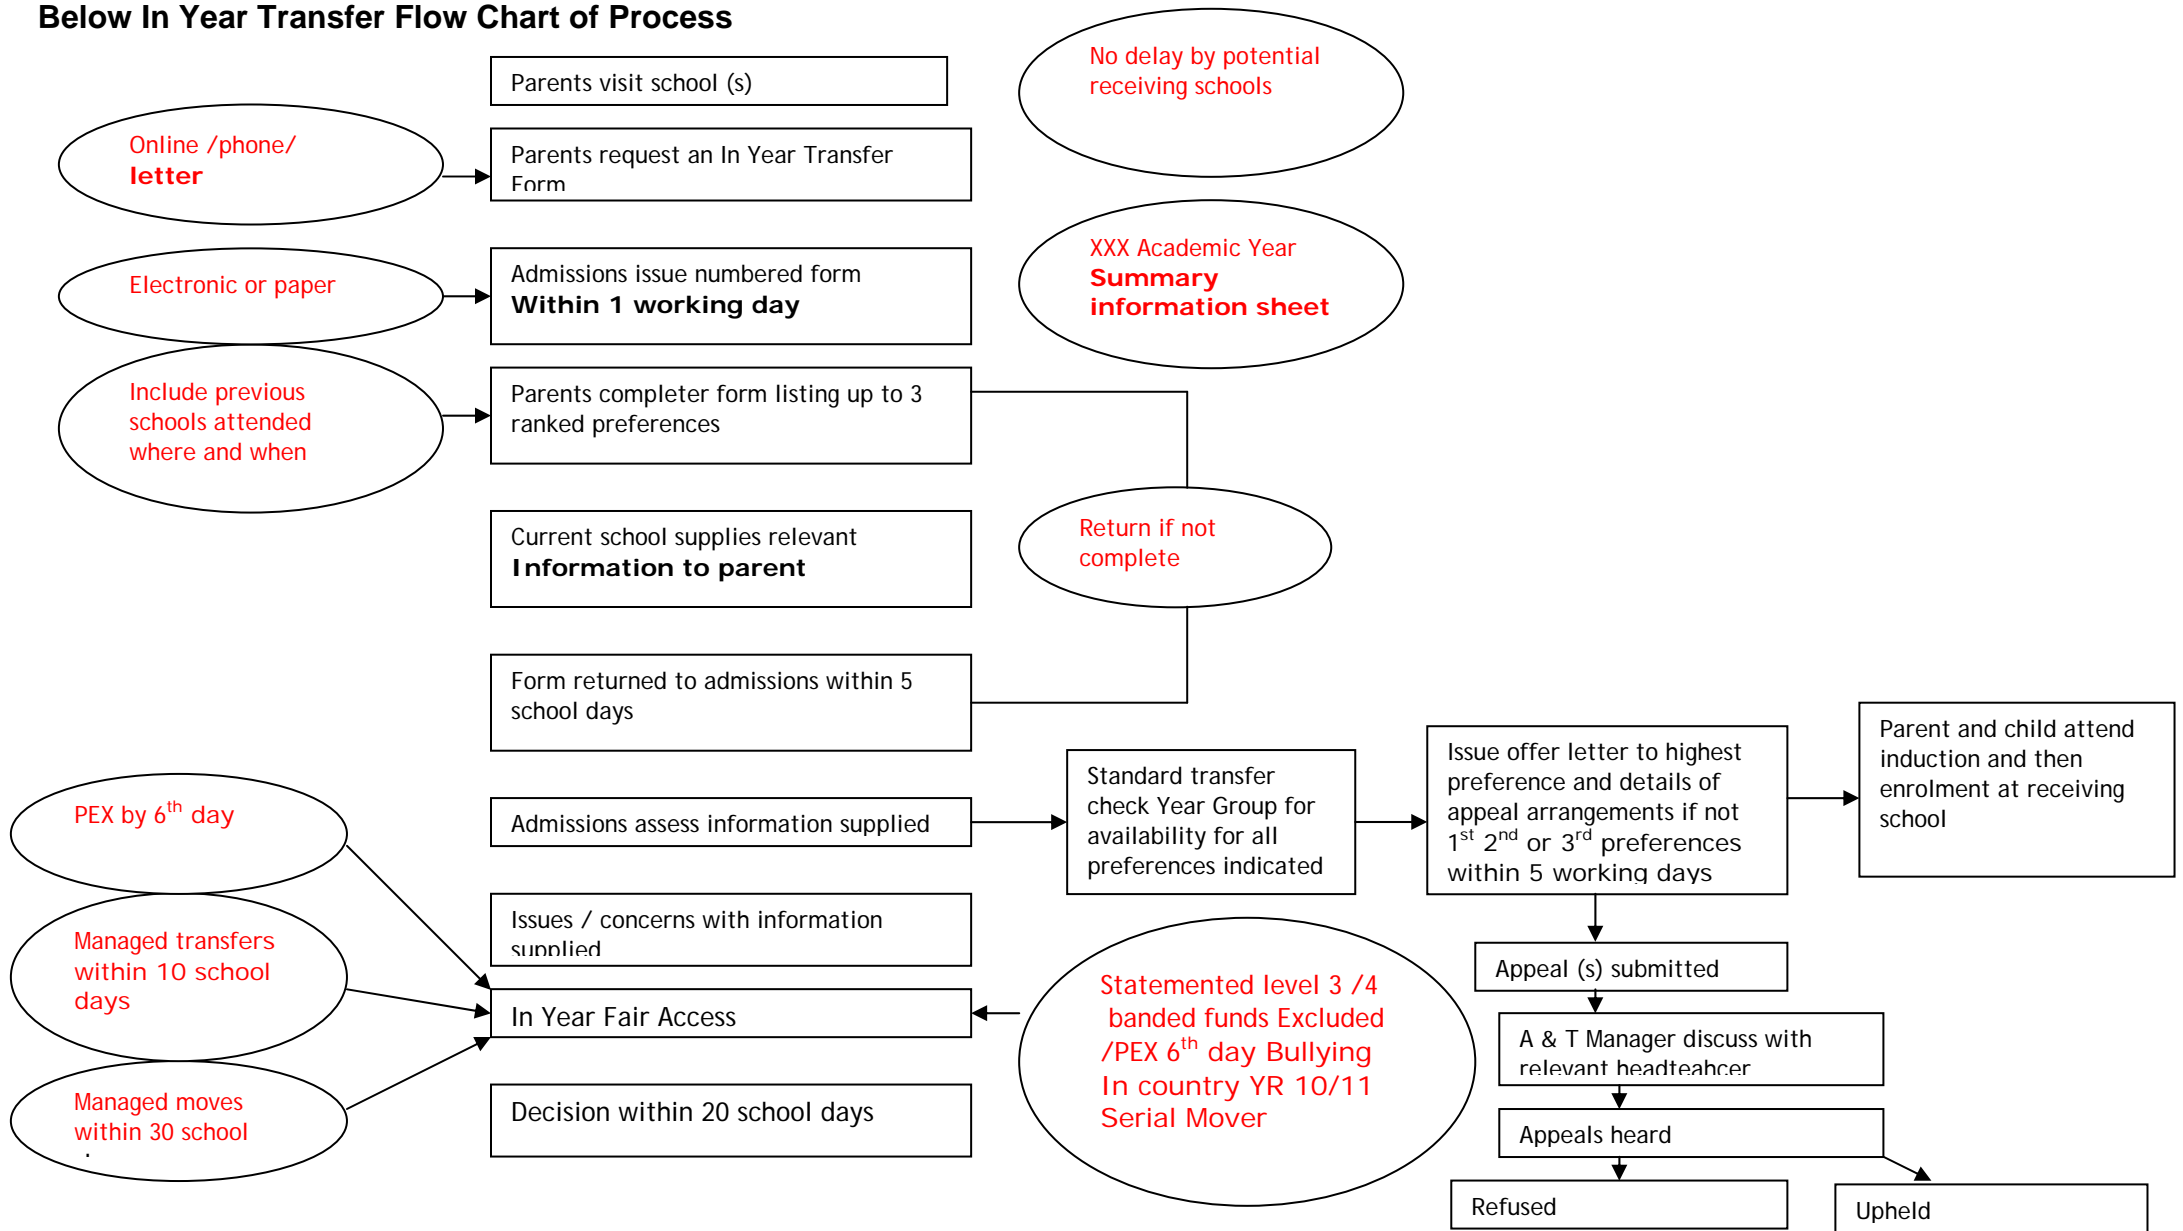 Below In Year Transfer Flow Chart of Process
Parents visit school (s)
No delay by potential
receiving schools
Online /phone/
letter
Parents request an In Year Transfer
Form
XXX Academic Year
Summary
information sheet
Electronic or paper
Admissions issue numbered form
Within 1 working day
Include previous
schools attended
where and when
Parents completer form listing up to 3
ranked preferences
Current school supplies relevant
Information to parent
Return if not
complete
Form returned to admissions within 5
school days
PEX by 6th day
Admissions assess information supplied
Standard transfer
check Year Group for
availability for all
preferences indicated
Issue offer letter to highest
preference and details of
appeal arrangements if not
1st 2nd or 3rd preferences
within 5 working days
Parent and child attend
induction and then
enrolment at receiving
school
Managed transfers
within 10 school
days
Issues / concerns with information
supplied
In Year Fair Access
Statemented level 3 /4
banded funds Excluded
/PEX 6th day Bullying
In country YR 10/11
Serial Mover
Appeal (s) submitted
A & T Manager discuss with
relevant headteahcer
Managed moves
within 30 school
Decision within 20 school days
Appeals heard
Refused
Upheld